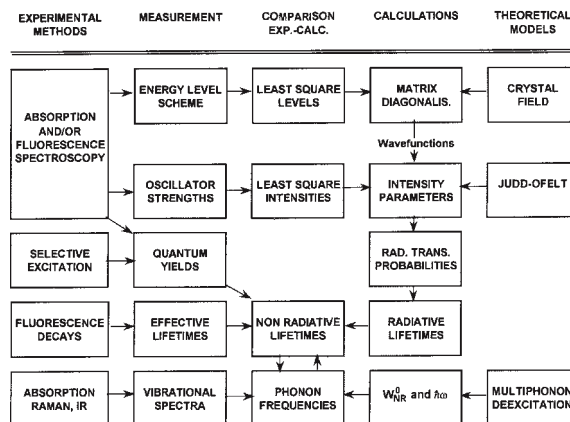 EXPERIMENTAL METHODS
MEASUREMENT
COMPARISON EXP.-CALC.
CALCULATIONS
THEORETICAL MODELS
ABSORPTION
AND/OR
FLUORESCENCE
SPECTROSCOPY
ENERGY LEVEL
SCHEME
LEAST SQUARE
LEVELS
MATRIX
DIAGONALIS.
CRYSTAL
FIELD
Wavefunctions
OSCILLATOR
STRENGTHS
LEAST SQUARE
INTENSITIES
INTENSITY
PARAMETERS
JUDD-OFELT
SELECTIVE
EXCITATION
QUANTUM
YIELDS
RAD. TRANS.
PROBABILITIES
FLUORESCENCE
DECAYS
EFFECTIVE
LIFETIMES
NON RADIATIVE
LIFETIMES
RADIATIVE
LIFETIMES
ABSORPTION
RAMAN, IR
VIBRATIONAL
SPECTRA
PHONON
FREQUENCIES
W⁰NR and ℏω
MULTIPHONON
DEEXCITATION